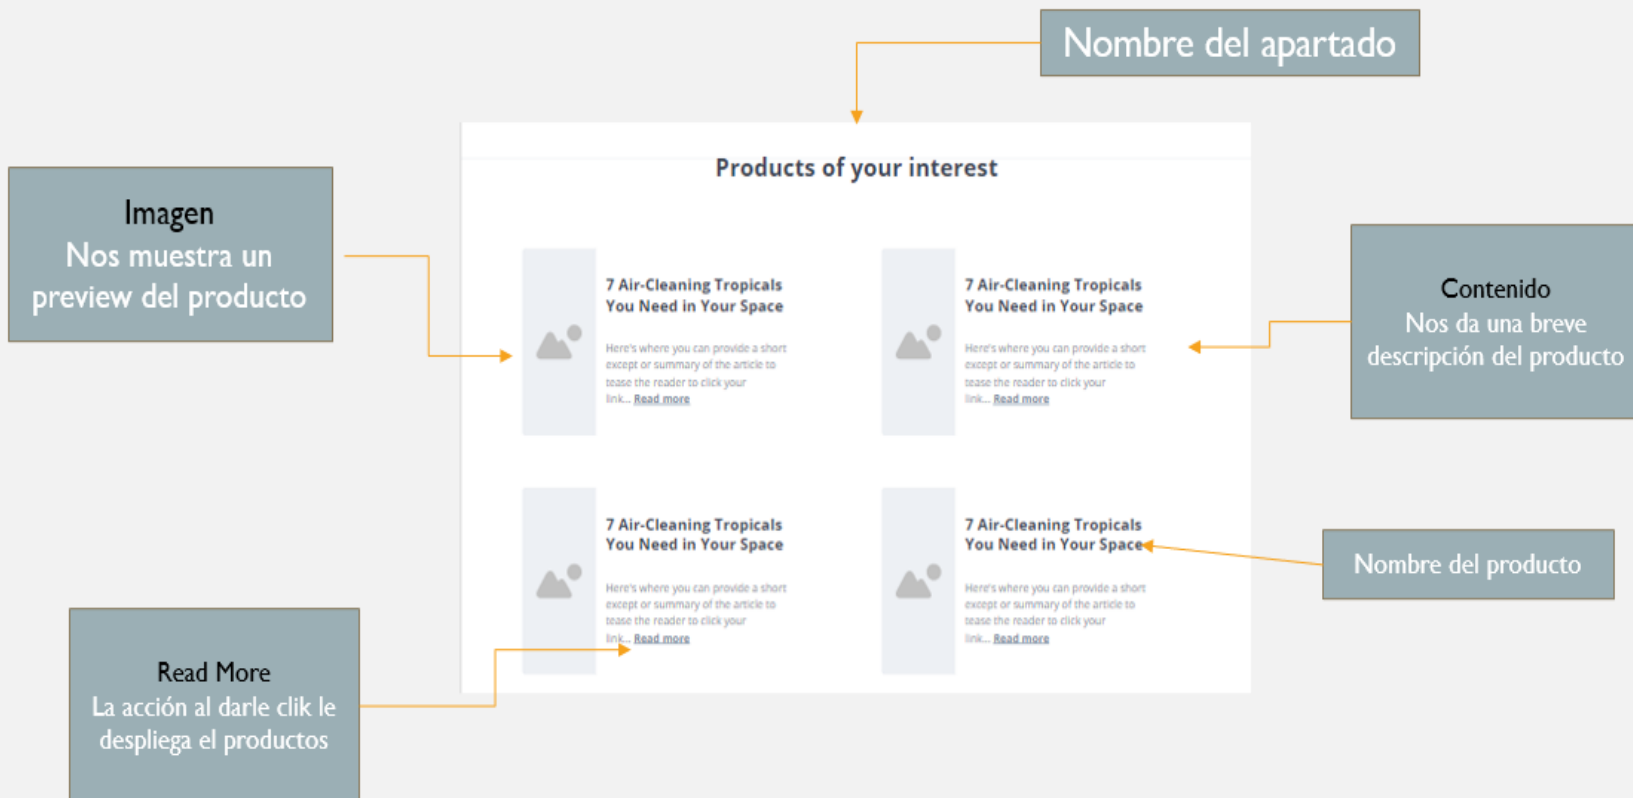 Nombre del apartado
Products of your interest
Imagen
Nos muestra un
preview del producto
7 Air-Cleaning Tropicals
You Need in Your Space
Here's where you can provide a short
except or summary of the article to
tease the reader to click your
link... Read more
7 Air-Cleaning Tropicals
You Need in Your Space
Here's where you can provide a short
except or summary of the article to
tease the reader to click your
link... Read more
Contenido
Nos da una breve
descripción del producto
7 Air-Cleaning Tropicals
You Need in Your Space
Here's where you can provide a short
except or summary of the article to
tease the reader to click your
link... Read more
7 Air-Cleaning Tropicals
You Need in Your Space
Here's where you can provide a short
except or summary of the article to
tease the reader to click your
link... Read more
Nombre del producto
Read More
La acción al darle clik le
despliega el productos